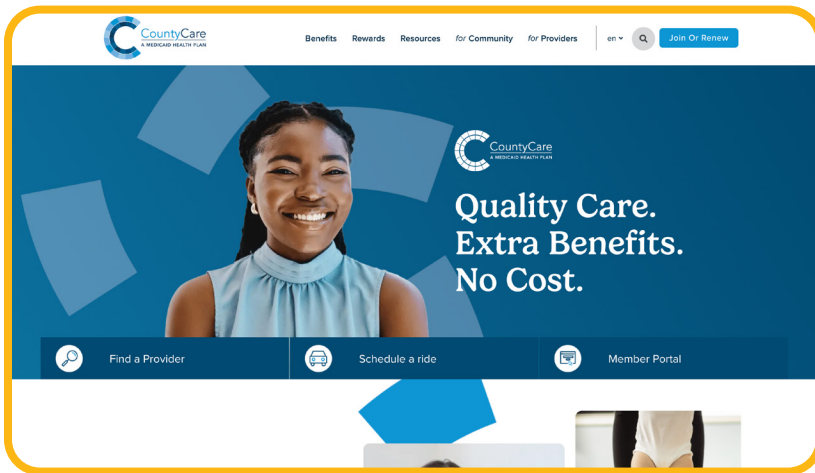 CountyCare
A MEDICAID HEALTH PLAN
Benefits Rewards Resources for Community for Providers en Join Or Renew
CountyCare
A MEDICAID HEALTH PLAN
Quality Care.
Extra Benefits.
No Cost.
Find a Provider Schedule a ride Member Portal